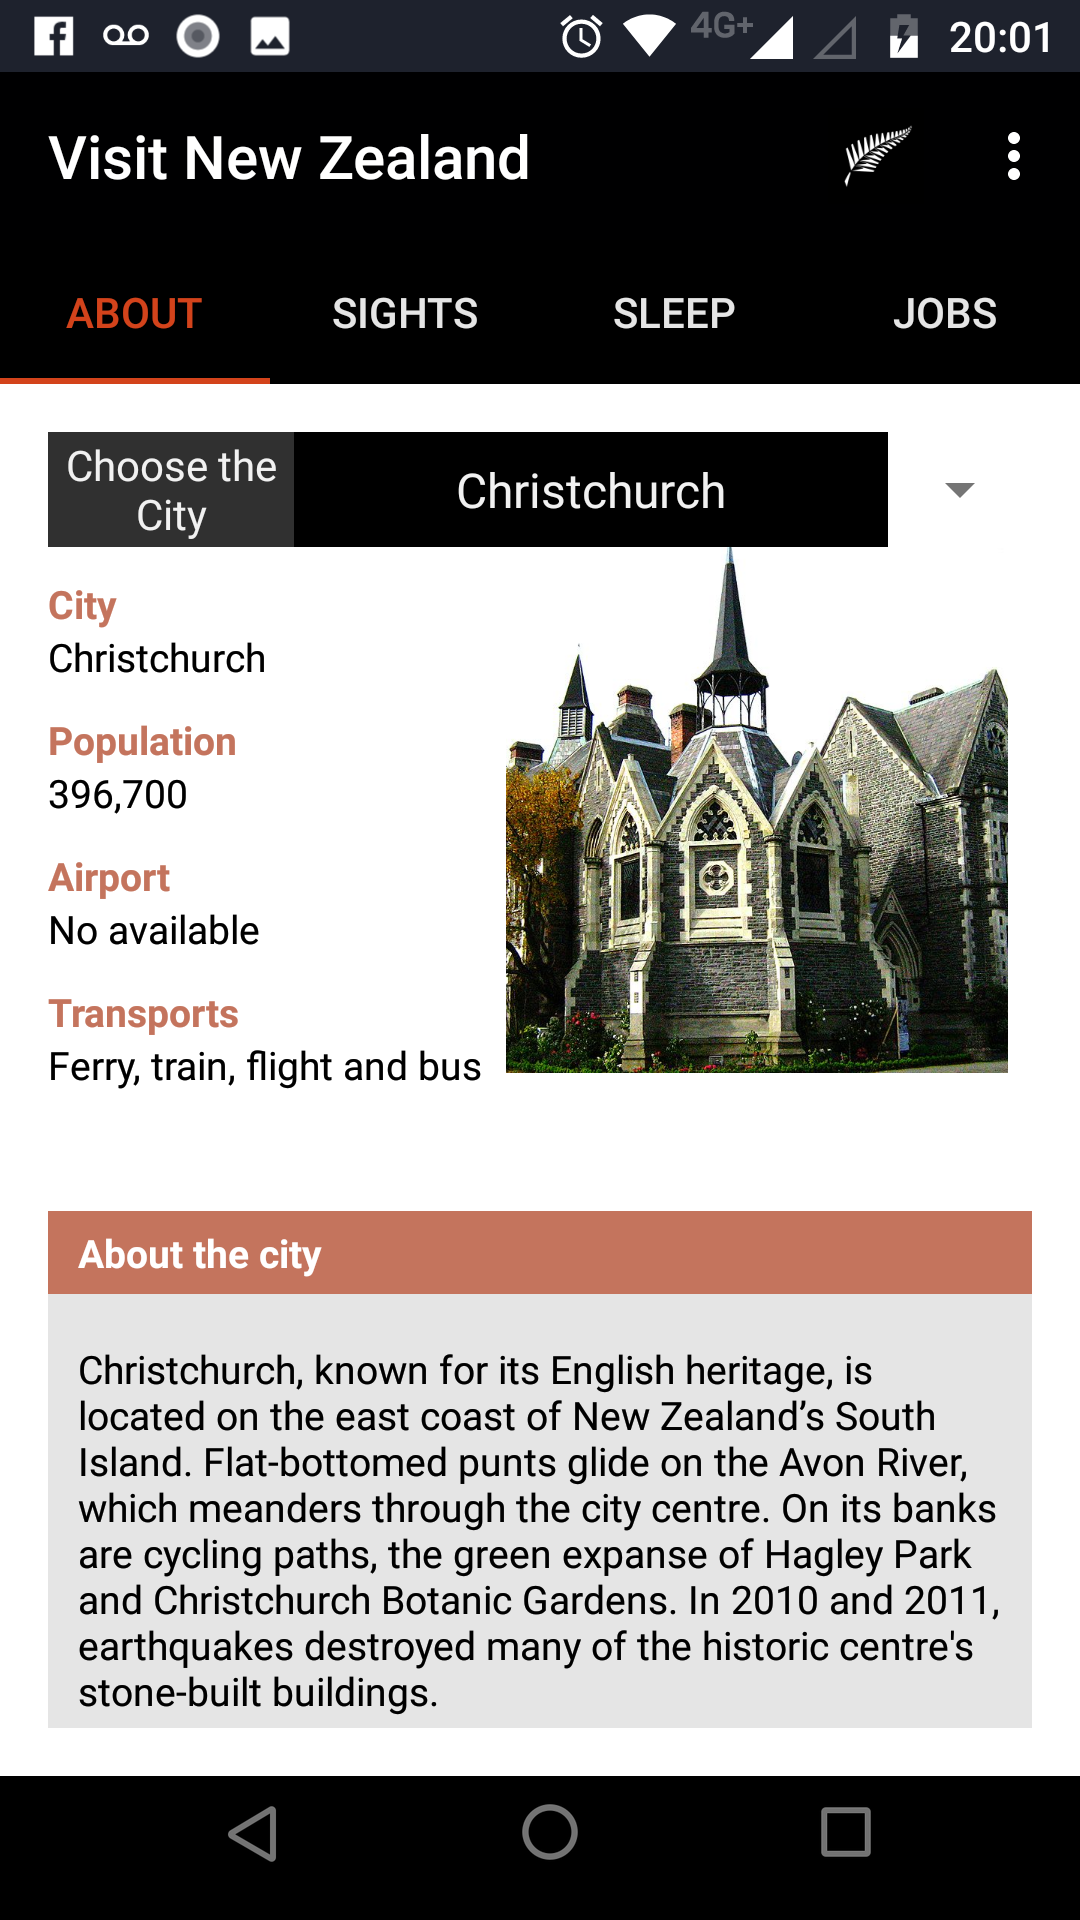 4G+ 20:01
Visit New Zealand
ABOUT SIGHTS SLEEP JOBS
Choose the
City
Christchurch
City
Christchurch
Population
396,700
Airport
No available
Transports
Ferry, train, flight and bus
About the city
Christchurch, known for its English heritage, is
located on the east coast of New Zealand’s South
Island. Flat-bottomed punts glide on the Avon River,
which meanders through the city centre. On its banks
are cycling paths, the green expanse of Hagley Park
and Christchurch Botanic Gardens. In 2010 and 2011,
earthquakes destroyed many of the historic centre's
stone-built buildings.